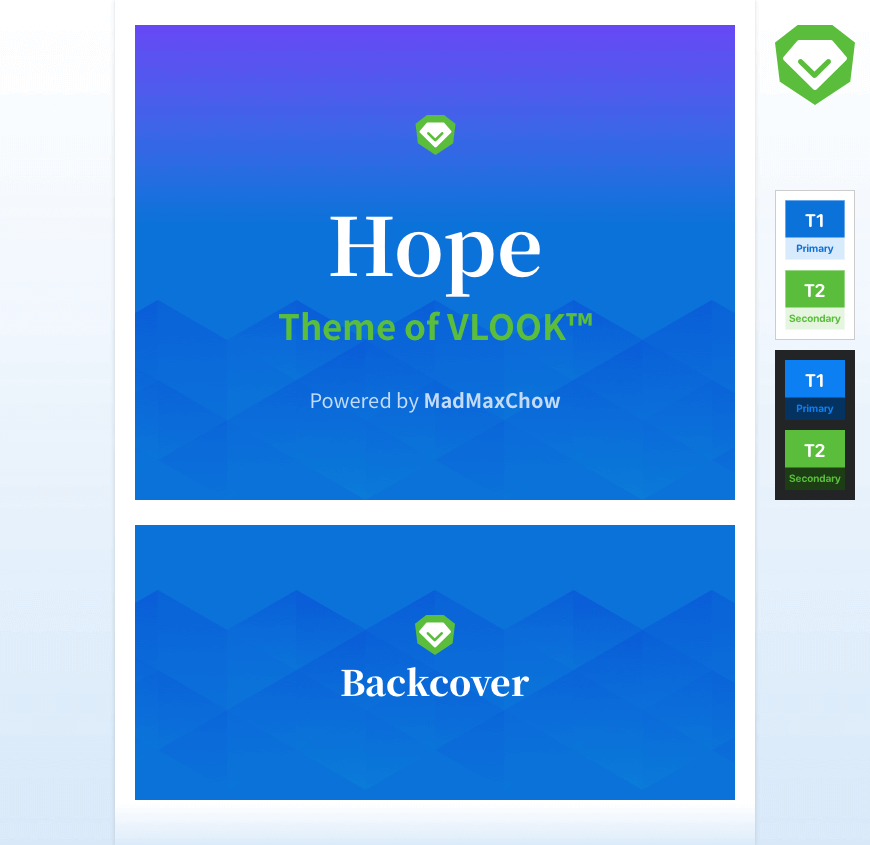 Hope
Theme of VLOOK™
Powered by MadMaxChow
Backcover
T1
Primary
T2
Secondary
T1
Primary
T2
Secondary